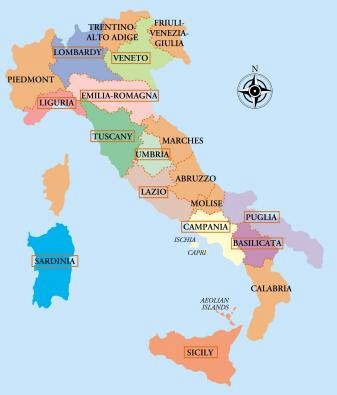 TRENTINO-
ALTO ADIGE
FRIULI-
VENEZIA-
GIULIA
LOMBARDY
VENETO
PIEDMONT
EMILIA-ROMAGNA
LIGURIA
N
TUSCANY
MARCHES
UMBRIA
ABRUZZO
LAZIO
MOLISE
PUGLIA
CAMPANIA
ISCHIA
BASILICATA
CAPRI
SARDINIA
CALABRIA
AEOLIAN
ISLANDS
SICILY